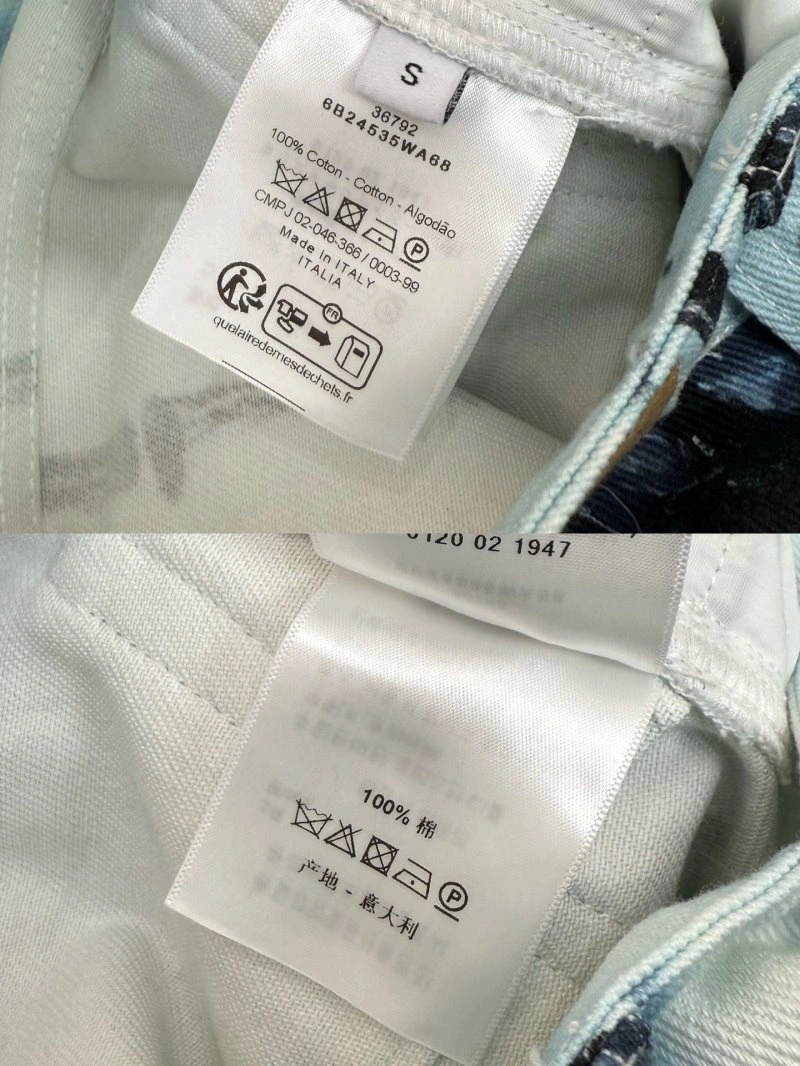 S
36792
6B24535WA68
100% Coton - Cotton - Algodão
P
CMPJ 02-046-366 / 0003-99
Made in ITALY
ITALIA
FR
quefairedemesdechets.fr
0120 02 1947
100% 棉
P
产地 - 意大利